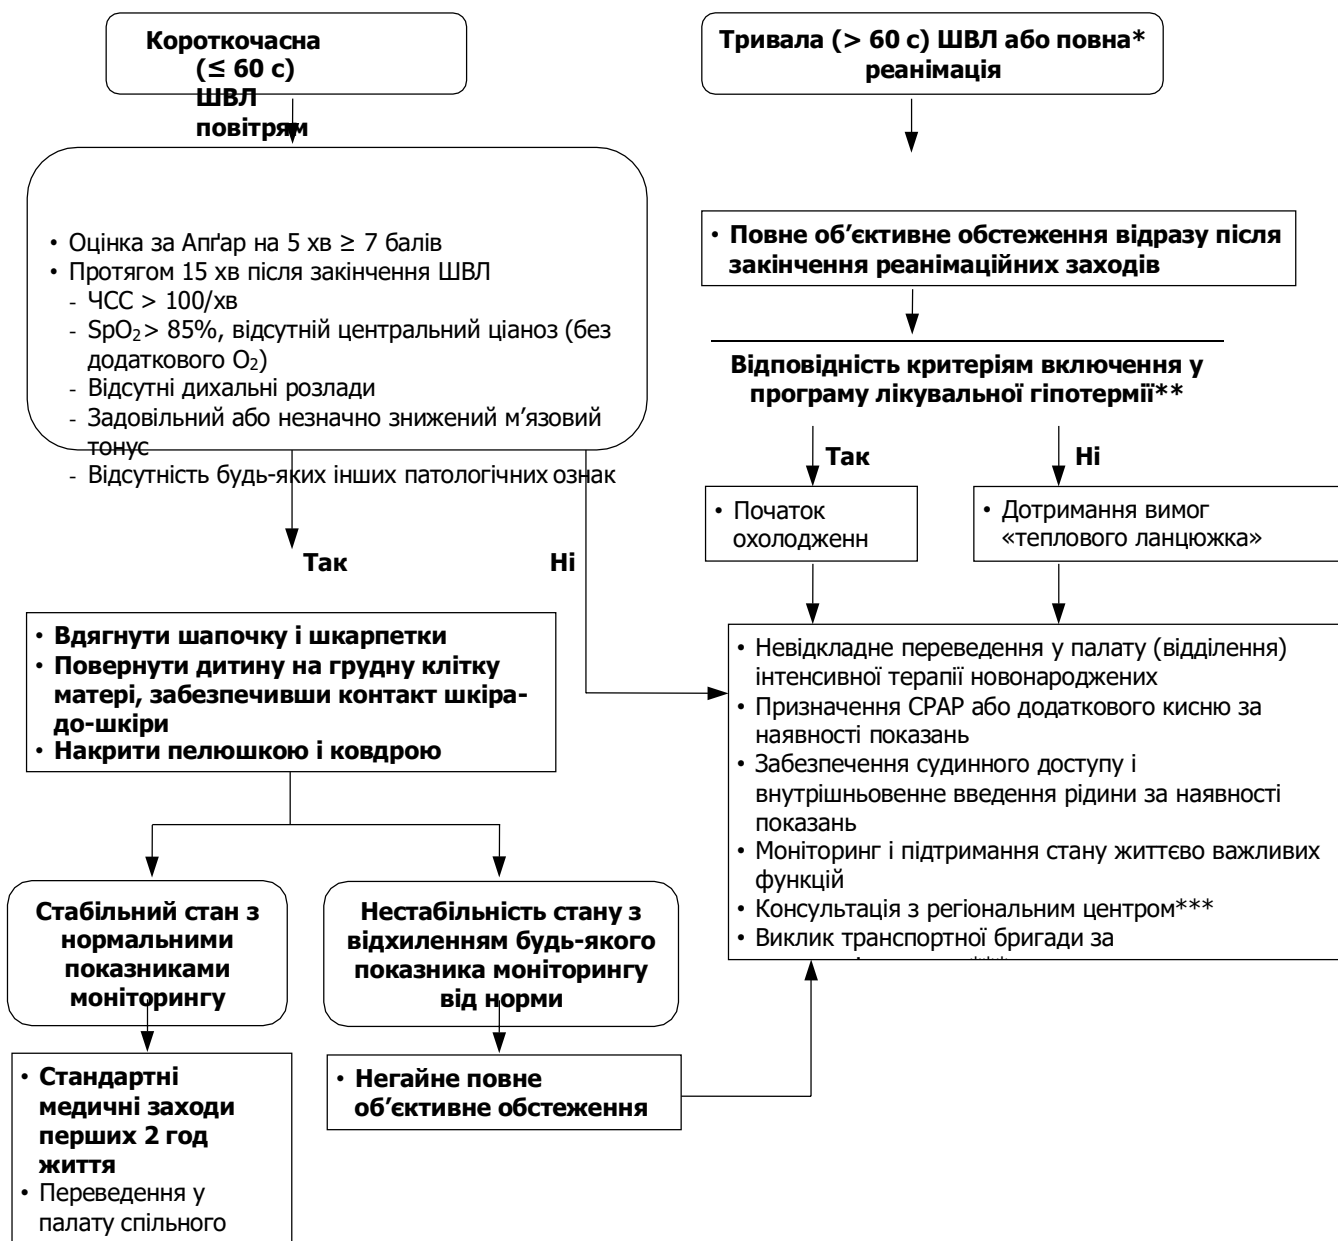 Короткочасна
(≤ 60 с)
ШВЛ
повітрям
Тривала (> 60 с) ШВЛ або повна*
реанімація
• Оцінка за Апґар на 5 хв ≥ 7 балів
• Протягом 15 хв після закінчення ШВЛ
- ЧСС > 100/хв
- SpO₂ > 85%, відсутній центральний ціаноз (без
додаткового O₂)
- Відсутні дихальні розлади
- Задовільний або незначно знижений м’язовий
тонус
- Відсутність будь-яких інших патологічних ознак
• Повне об’єктивне обстеження відразу після
закінчення реанімаційних заходів
Відповідність критеріям включення у
програму лікувальної гіпотермії**
Так
Ні
• Початок
охолодженн
• Дотримання вимог
«теплового ланцюжка»
Так
Ні
• Вдягнути шапочку і шкарпетки
• Повернути дитину на грудну клітку
матері, забезпечивши контакт шкіра-
до-шкіри
• Накрити пелюшкою і ковдрою
• Невідкладне переведення у палату (відділення)
інтенсивної терапії новонароджених
• Призначення CPAP або додаткового кисню за
наявності показань
• Забезпечення судинного доступу і
внутрішньовенне введення рідини за наявності
показань
• Моніторинг і підтримання стану життєво важливих
функцій
• Консультація з регіональним центром***
• Виклик транспортної бригади за
Стабільний стан з
нормальними
показниками
моніторингу
Нестабільність стану з
відхиленням будь-якого
показника моніторингу
від норми
• Стандартні
медичні заходи
перших 2 год
життя
• Переведення у
палату спільного
• Негайне повне
об’єктивне обстеження